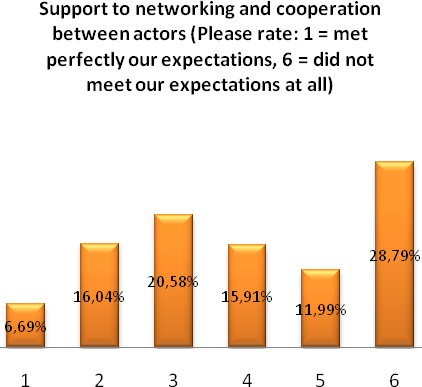 Support to networking and cooperation
between actors (Please rate: 1 = met
perfectly our expectations, 6 = did not
meet our expectations at all)
6,69%
16,04%
20,58%
15,91%
11,99%
28,79%
1 2 3 4 5 6